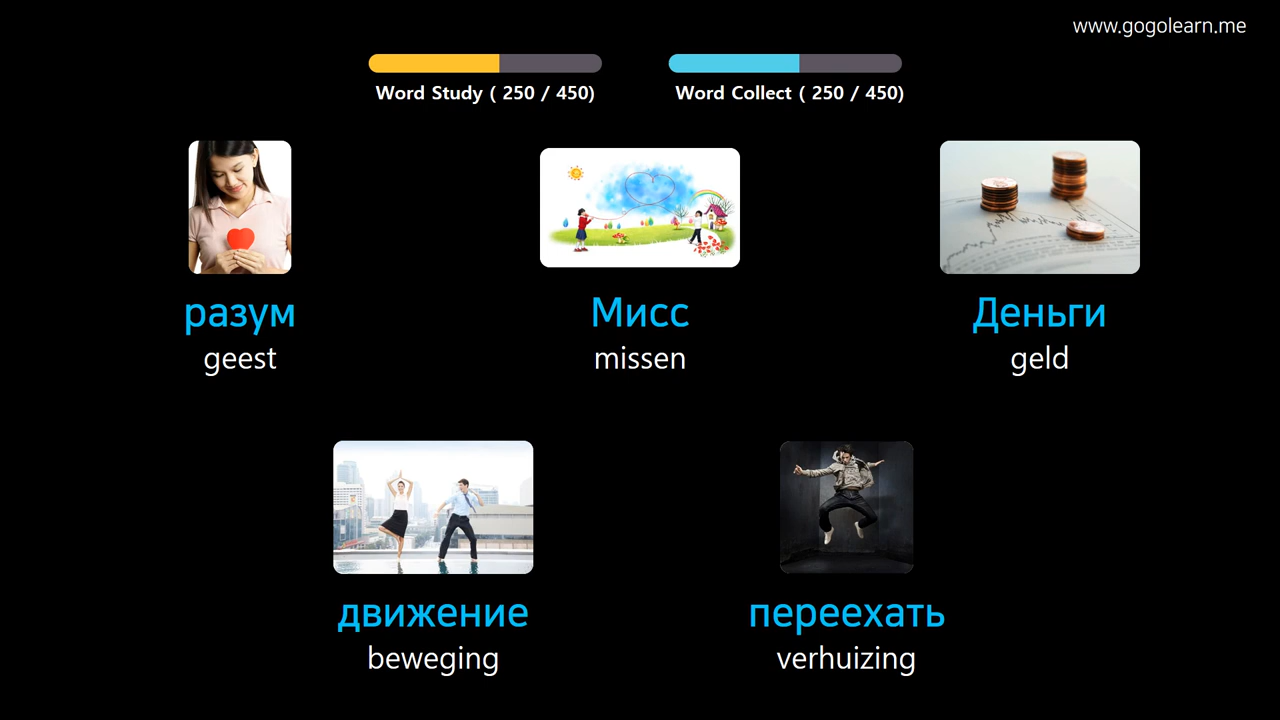 www.gogolearn.me
Word Study ( 250 / 450)
Word Collect ( 250 / 450)
разум
geest
Мисс
missen
Деньги
geld
движение
beweging
переехать
verhuizing